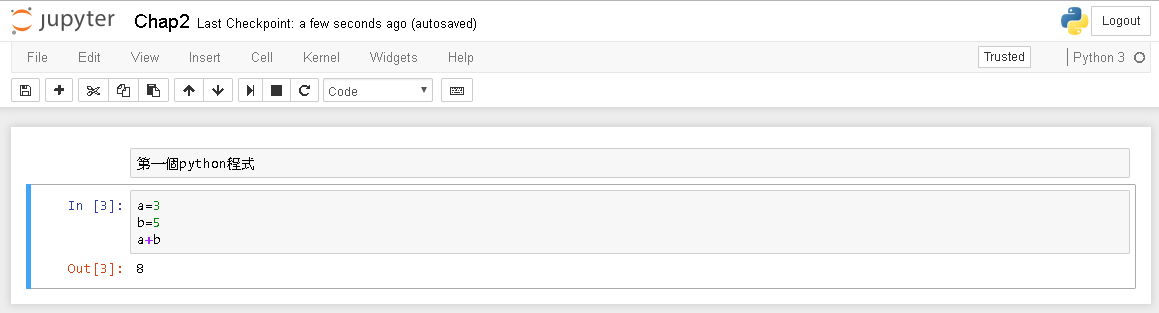 jupyter Chap2 Last Checkpoint: a few seconds ago (autosaved) Logout
File Edit View Insert Cell Kernel Widgets Help Trusted Python 3
Code
第一個python程式
In [3]: a=3
b=5
a+b
Out[3]: 8